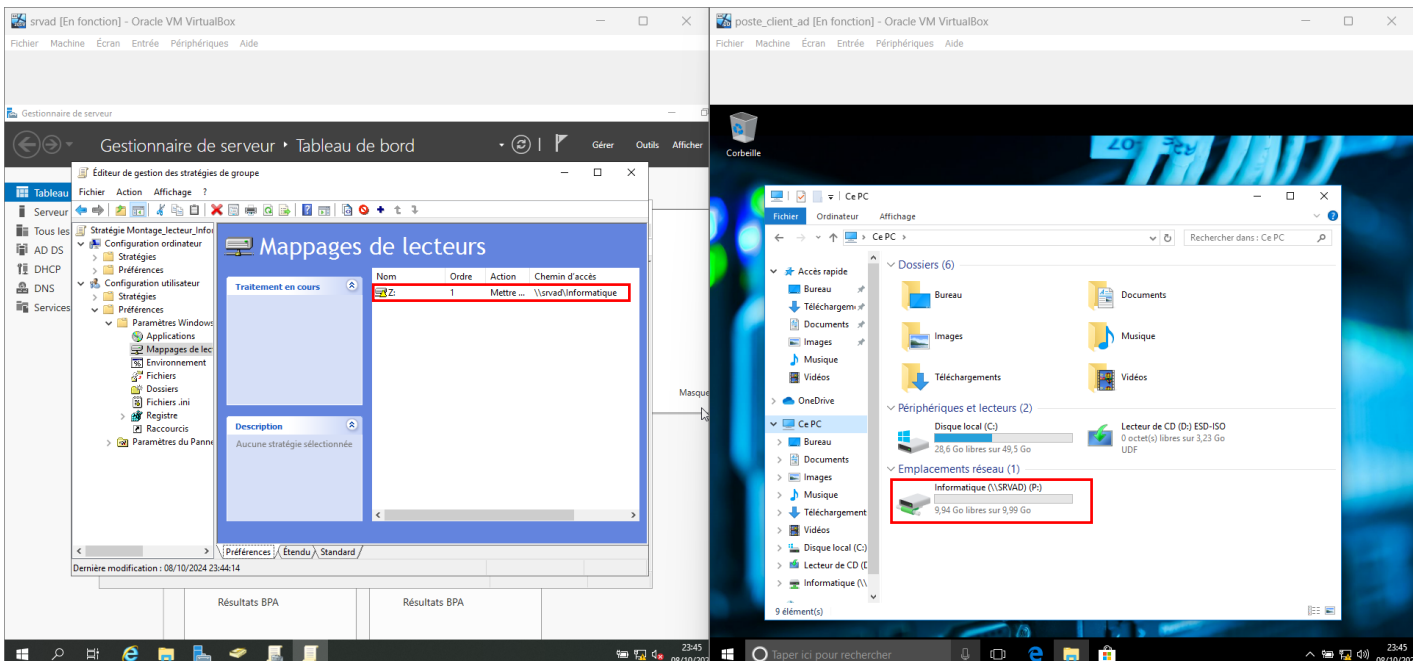 srvad [En fonction] - Oracle VM VirtualBox
Fichier Machine Écran Entrée Périphériques Aide
Gestionnaire de serveur
Gestionnaire de serveur • Tableau de bord
Gérer Outils Afficher
Tableau
Serveur
Tous les
AD DS
DHCP
DNS
Services
Éditeur de gestion des stratégies de groupe
Fichier Action Affichage ?
Stratégie Montage_lecteur_Infor
Configuration ordinateur
Stratégies
Préférences
Configuration utilisateur
Stratégies
Préférences
Paramètres Windows
Applications
Mappages de lec
Environnement
Fichiers
Dossiers
Fichiers .ini
Registre
Raccourcis
Paramètres du Panne
Mappages de lecteurs
Traitement en cours
Description
Aucune stratégie sélectionnée
Nom Ordre Action Chemin d'accès
Z: 1 Mettre ... \\srvad\Informatique
Préférences Étendu Standard
Dernière modification : 08/10/2024 23:44:14
Masque
Résultats BPA Résultats BPA
23:45
08/10/202
poste_client_ad [En fonction] - Oracle VM VirtualBox
Fichier Machine Écran Entrée Périphériques Aide
Corbeille
Ce PC
Fichier Ordinateur Affichage
Ce PC
Rechercher dans : Ce PC
Accès rapide
Bureau
Téléchargem
Documents
Images
Musique
Vidéos
OneDrive
Ce PC
Bureau
Documents
Images
Musique
Téléchargement
Vidéos
Disque local (C:)
Lecteur de CD (D
Informatique (\\
Dossiers (6)
Bureau
Documents
Images
Musique
Téléchargements
Vidéos
Périphériques et lecteurs (2)
Disque local (C:)
28,6 Go libres sur 49,5 Go
Lecteur de CD (D:) ESD-ISO
0 octet(s) libres sur 3,23 Go
UDF
Emplacements réseau (1)
Informatique (\\SRVAD) (P:)
9,94 Go libres sur 9,99 Go
9 élément(s)
Taper ici pour rechercher
23:45
08/10/202